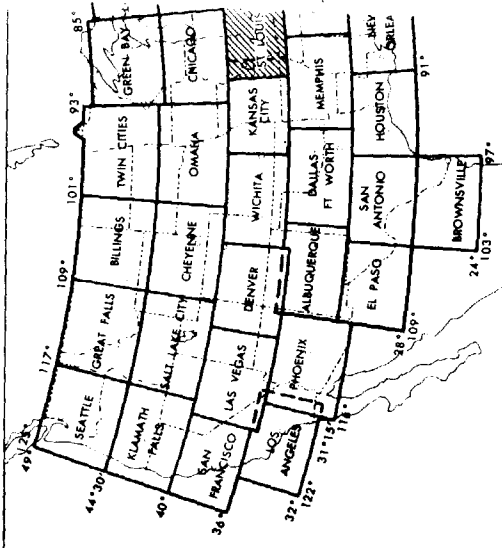 49°
117°
109°
101°
93°
85°
SEATTLE
GREAT FALLS
BILLINGS
TWIN CITIES
GREEN BAY
44°30'
KLAMATH
FALLS
SALT LAKE CITY
CHEYENNE
OMAHA
CHICAGO
40°
SAN
FRANCISCO
LAS VEGAS
DENVER
WICHITA
KANSAS
CITY
ST LOUIS
36°
LOS
ANGELES
PHOENIX
ALBUQUERQUE
DALLAS
FT WORTH
MEMPHIS
32°
122°
31°15'
EL PASO
SAN
ANTONIO
HOUSTON
ORLEA
28°
109°
91°
BROWNSVILLE
24°
103°
97°